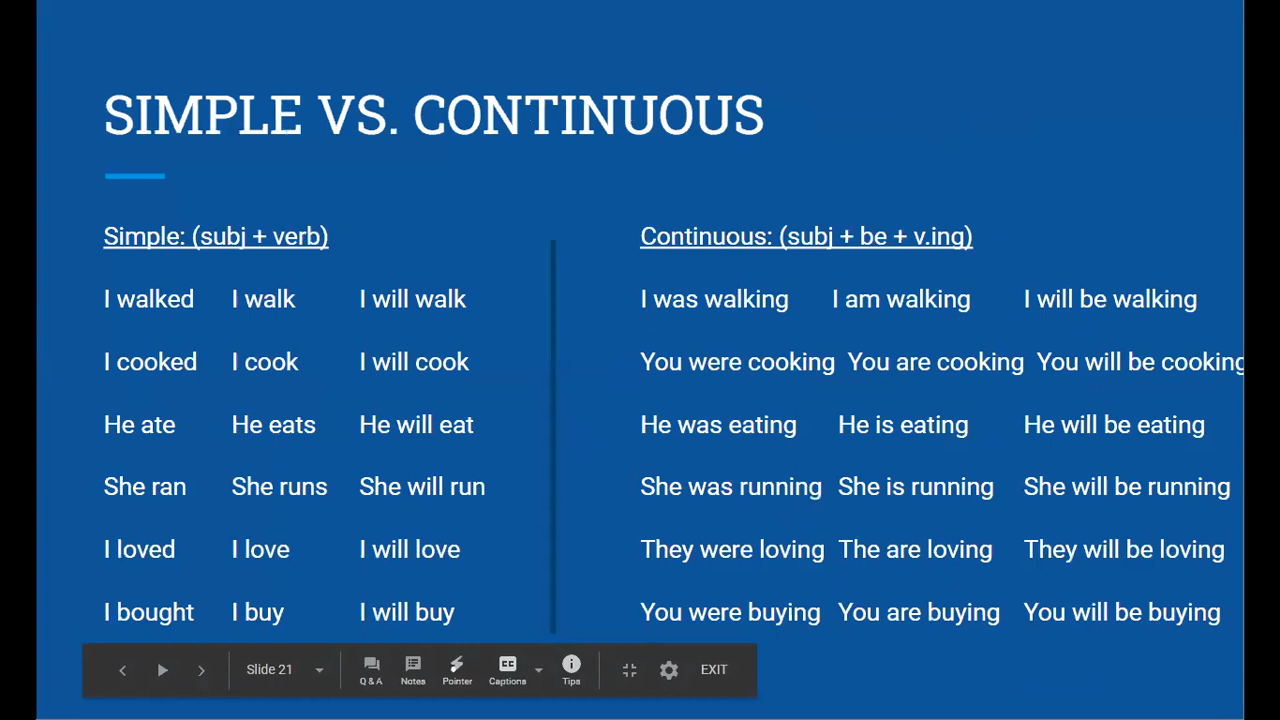 SIMPLE VS. CONTINUOUS
Simple: (subj + verb)
I walked I walk I will walk
I cooked I cook I will cook
He ate He eats He will eat
She ran She runs She will run
I loved I love I will love
I bought I buy I will buy
Continuous: (subj + be + v.ing)
I was walking I am walking I will be walking
You were cooking You are cooking You will be cooking
He was eating He is eating He will be eating
She was running She is running She will be running
They were loving The are loving They will be loving
You were buying You are buying You will be buying
Slide 21 Q & A Notes Pointer CC Captions Tips EXIT